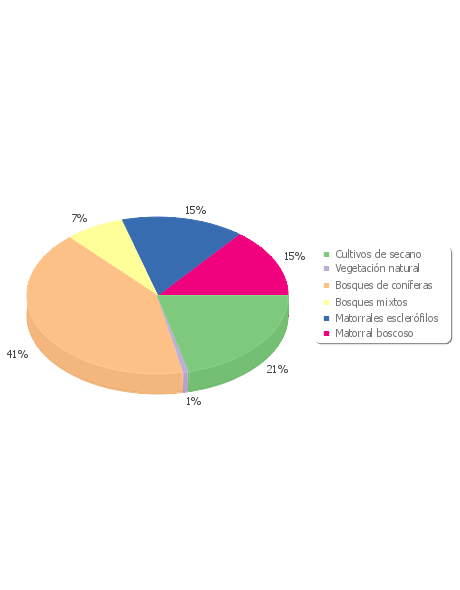 15%
7%
15%
41%
21%
1%
Cultivos de secano
Vegetación natural
Bosques de coníferas
Bosques mixtos
Matorrales esclerófilos
Matorral boscoso